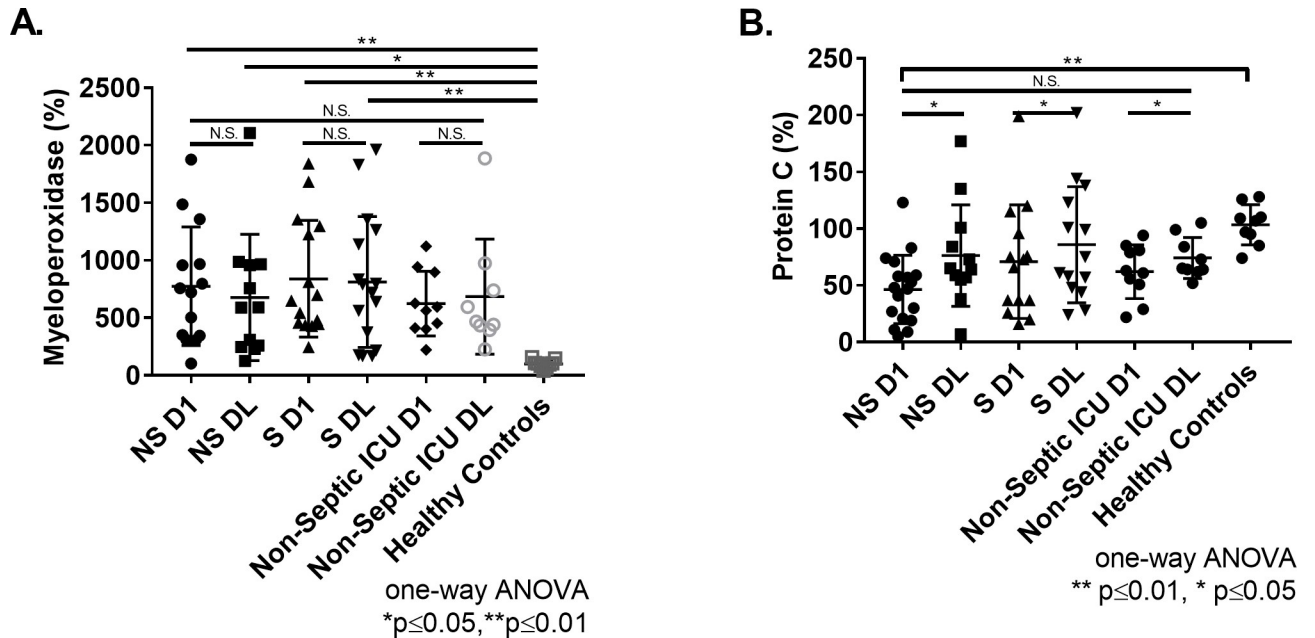 A.
**
*
**
**
N.S.
N.S.
N.S.
N.S.
Myeloperoxidase (%)
2500
2000
1500
1000
500
0
NS D1
NS DL
S D1
S DL
Non-Septic ICU D1
Non-Septic ICU DL
Healthy Controls
one-way ANOVA
*p≤0.05,**p≤0.01
B.
**
N.S.
*
*
*
Protein C (%)
250
200
150
100
50
0
NS D1
NS DL
S D1
S DL
Non-Septic ICU D1
Non-Septic ICU DL
Healthy Controls
one-way ANOVA
** p≤0.01, * p≤0.05